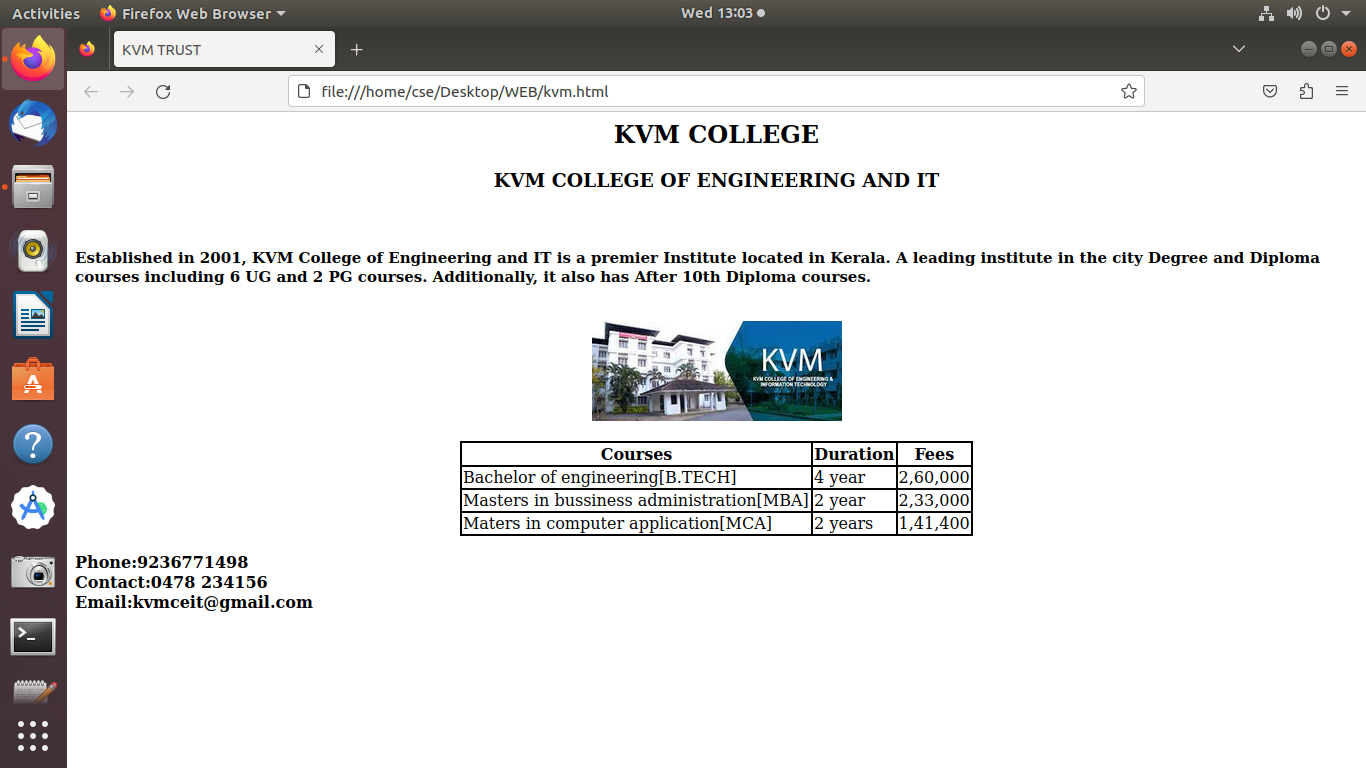 Activities Firefox Web Browser Wed 13:03
KVM TRUST
file:///home/cse/Desktop/WEB/kvm.html
KVM COLLEGE
KVM COLLEGE OF ENGINEERING AND IT
Established in 2001, KVM College of Engineering and IT is a premier Institute located in Kerala. A leading institute in the city Degree and Diploma
courses including 6 UG and 2 PG courses. Additionally, it also has After 10th Diploma courses.
KVM
KVM COLLEGE OF ENGINEERING &
INFORMATION TECHNOLOGY
Courses Duration Fees
Bachelor of engineering[B.TECH] 4 year 2,60,000
Masters in bussiness administration[MBA] 2 year 2,33,000
Maters in computer application[MCA] 2 years 1,41,400
Phone:9236771498
Contact:0478 234156
Email:kvmceit@gmail.com